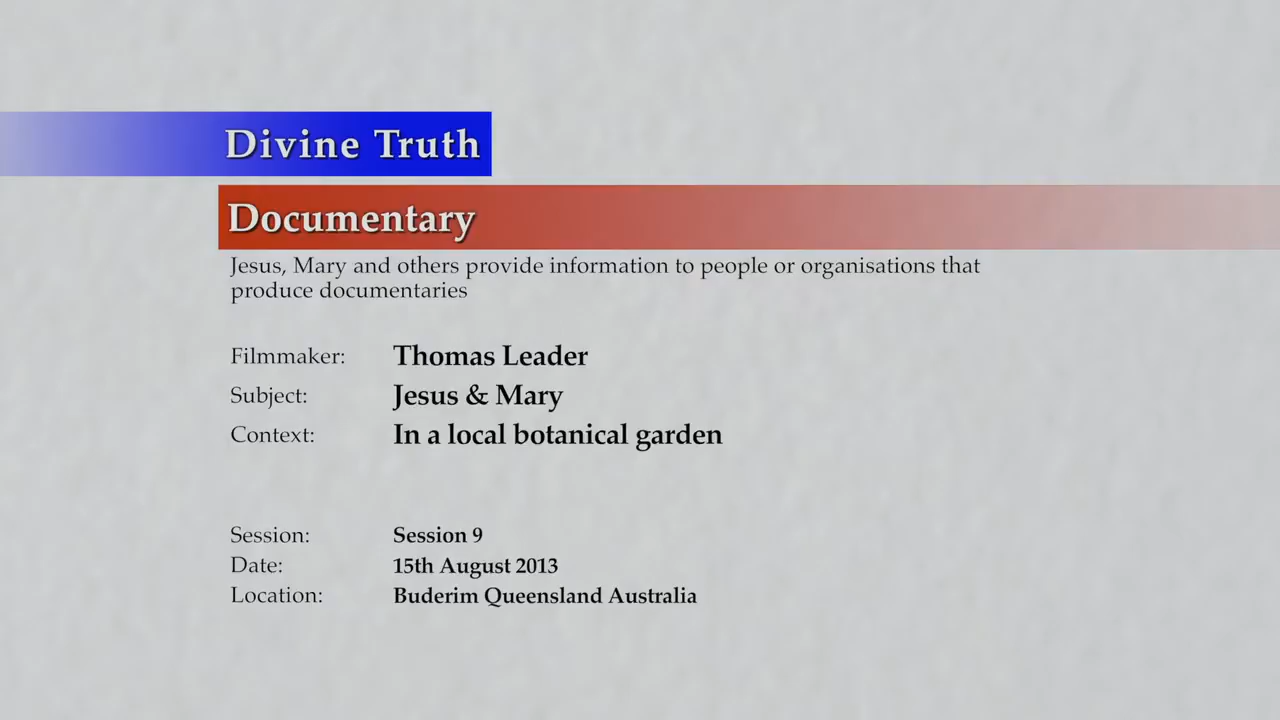 Divine Truth
Documentary
Jesus, Mary and others provide information to people or organisations that
produce documentaries
Filmmaker: Thomas Leader
Subject: Jesus & Mary
Context: In a local botanical garden
Session: Session 9
Date: 15th August 2013
Location: Buderim Queensland Australia